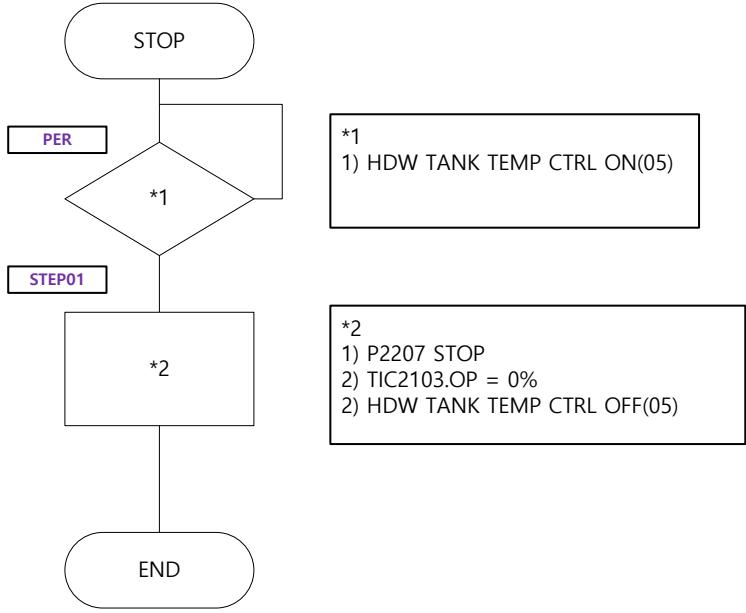 STOP
PER
*1
*1
1) HDW TANK TEMP CTRL ON(05)
STEP01
*2
*2
1) P2207 STOP
2) TIC2103.OP = 0%
2) HDW TANK TEMP CTRL OFF(05)
END